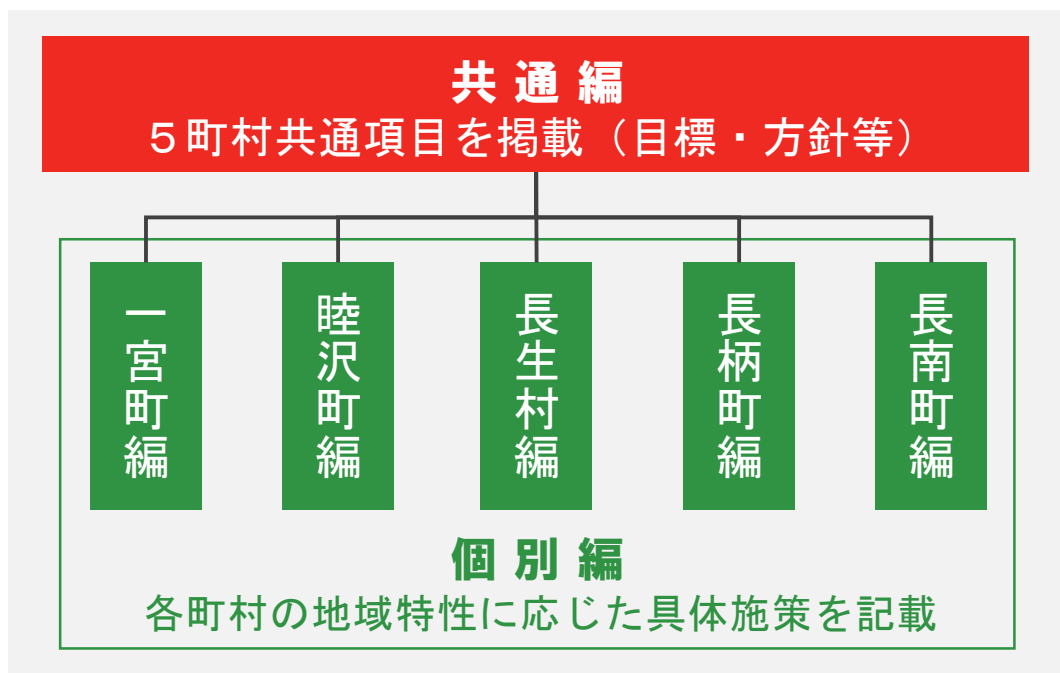 共通編
５町村共通項目を掲載（目標・方針等）
一宮町編
睦沢町編
長生村編
長柄町編
長南町編
個別編
各町村の地域特性に応じた具体施策を記載